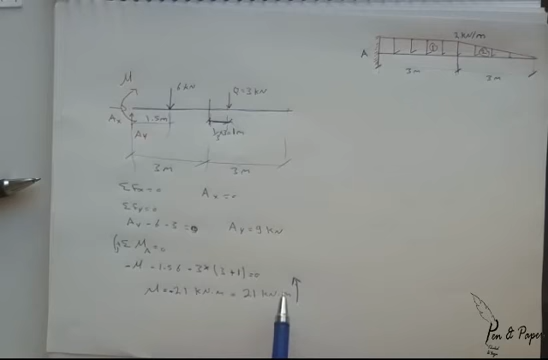 2 kN/m
A
① ②
3m 3m
M
6 kN Q=3 kN
Ax 1.5m
Ay
3m 3m
ΣFx=0 Ax=0
ΣFy=0
Ay-6-3=0 Ay=9 kN
ΣMA=0
-M-1.5*6-3*(3+1)=0
M=-21 kN.m = 21 kN.m
Pen & Paper